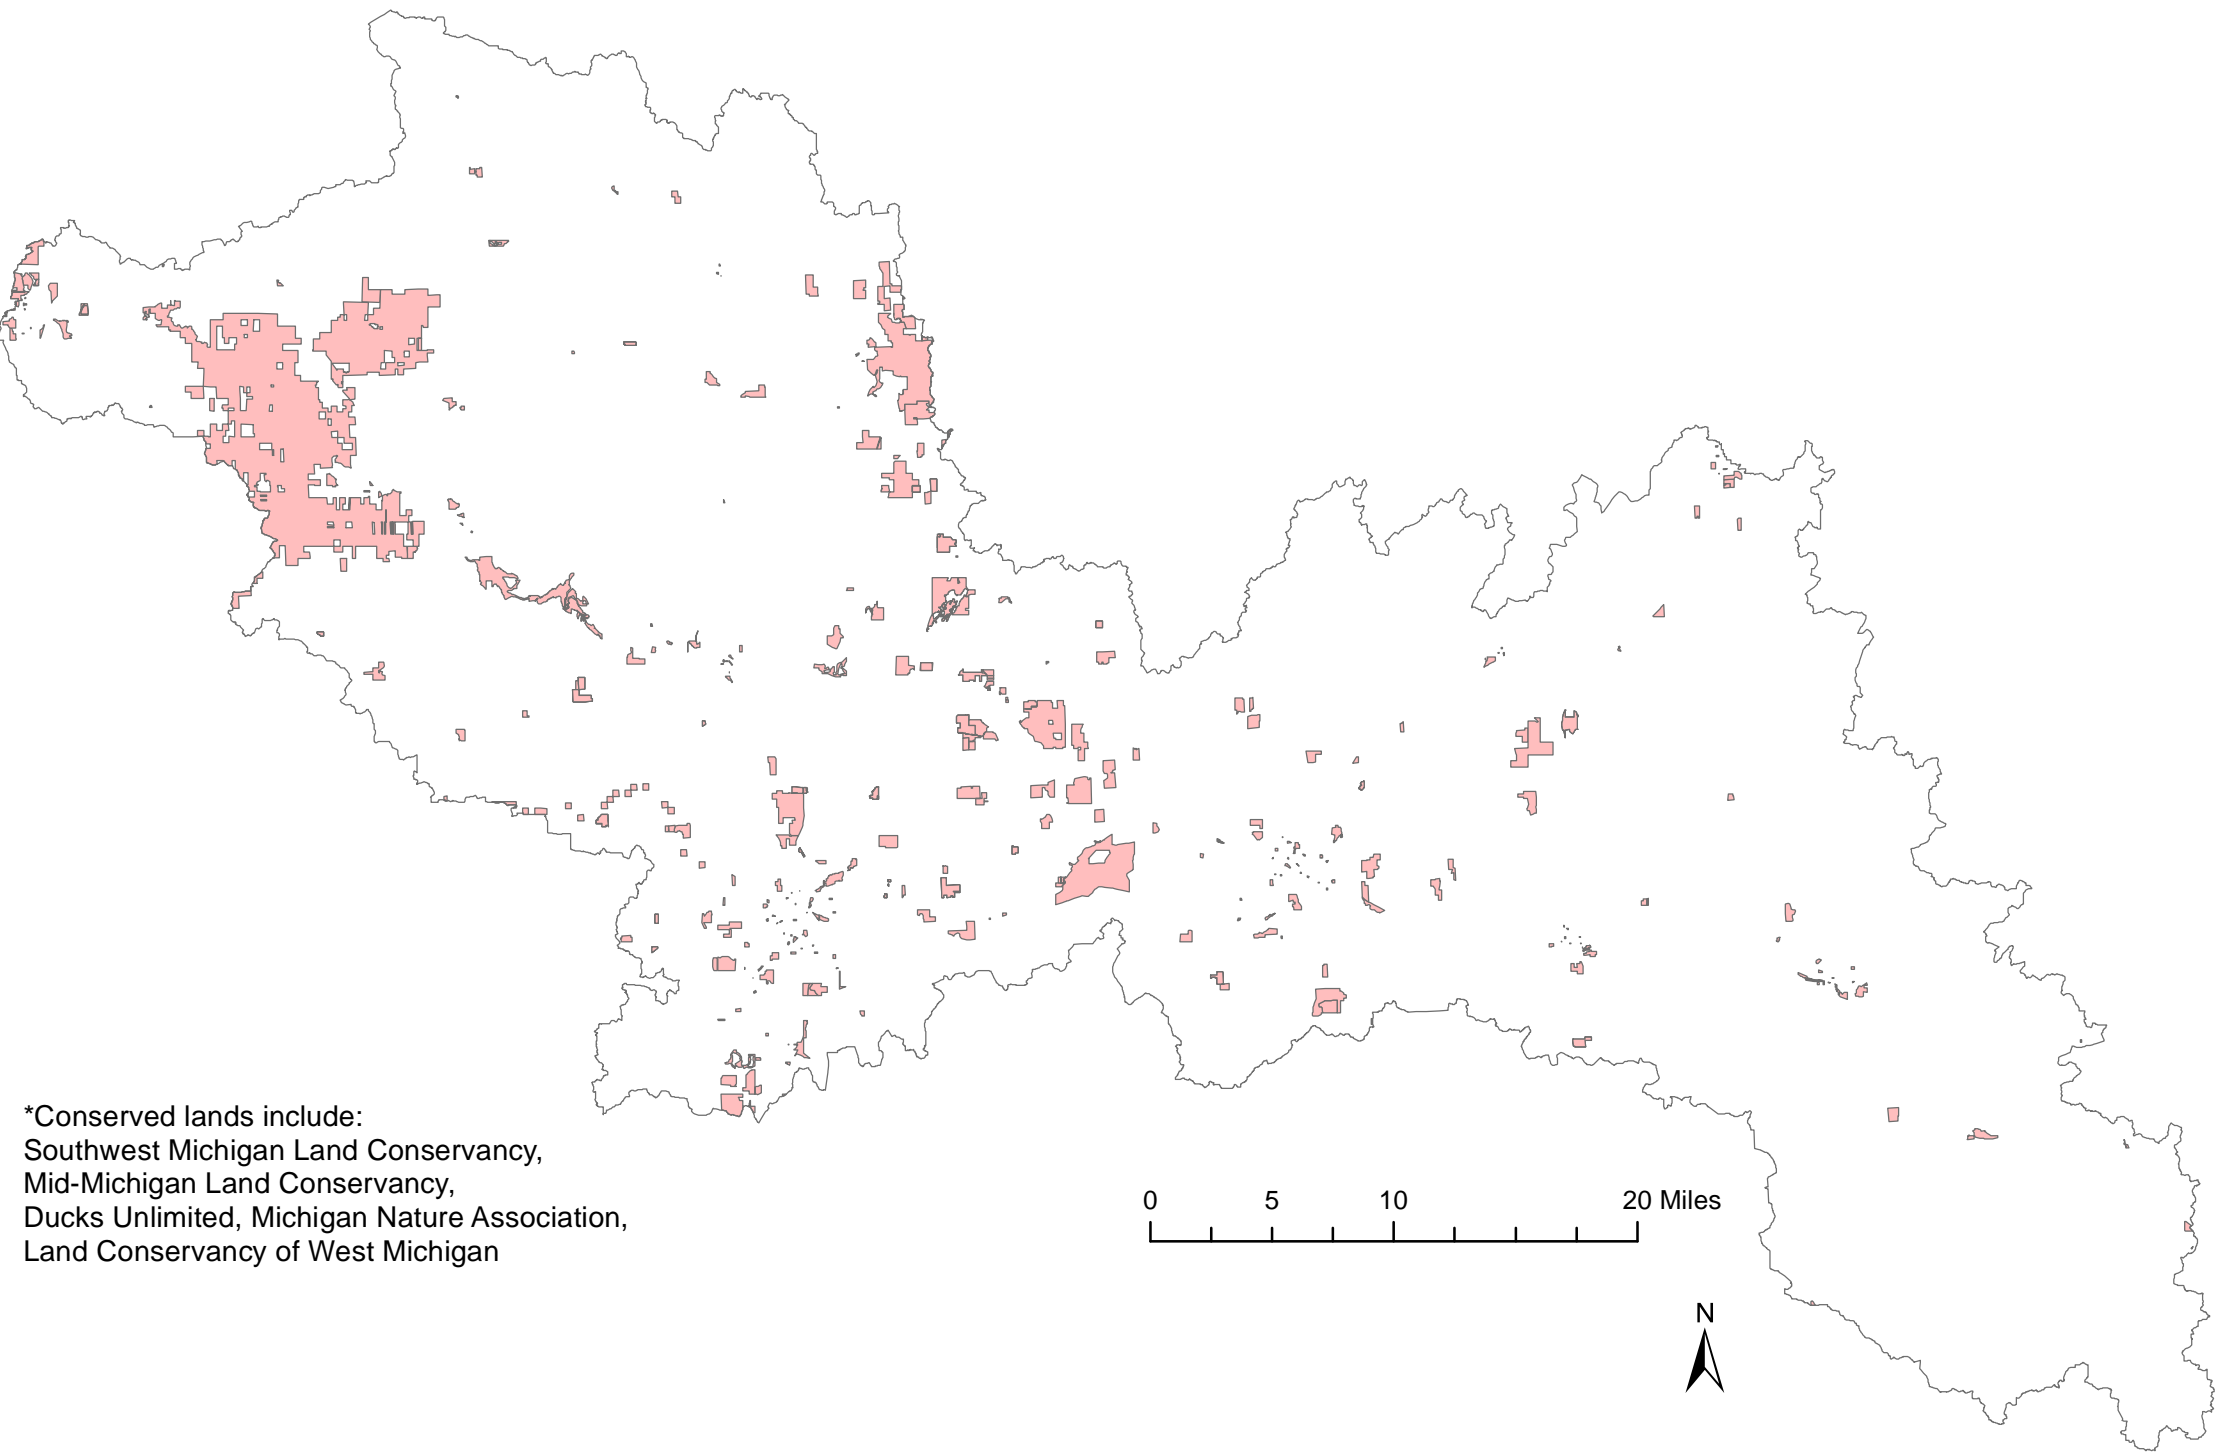 *Conserved lands include:
Southwest Michigan Land Conservancy,
Mid-Michigan Land Conservancy,
Ducks Unlimited, Michigan Nature Association,
Land Conservancy of West Michigan
0 5 10 20 Miles
N